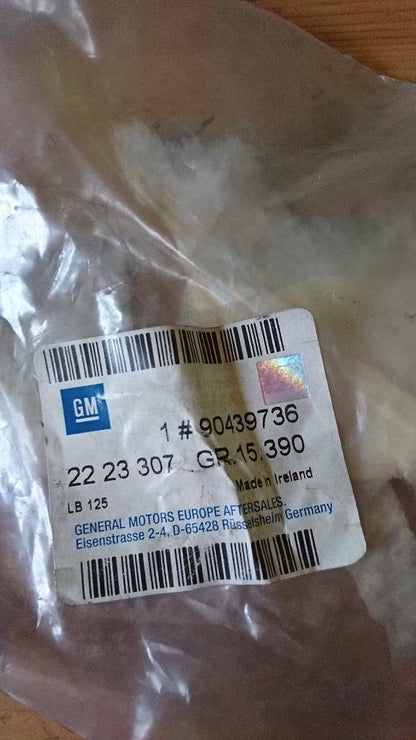 GM
1 # 90439736
22 23 307 GR.15.390
LB 125 Made in Ireland
GENERAL MOTORS EUROPE AFTERSALES.
Eisenstrasse 2-4, D-65428 Rüsselsheim Germany